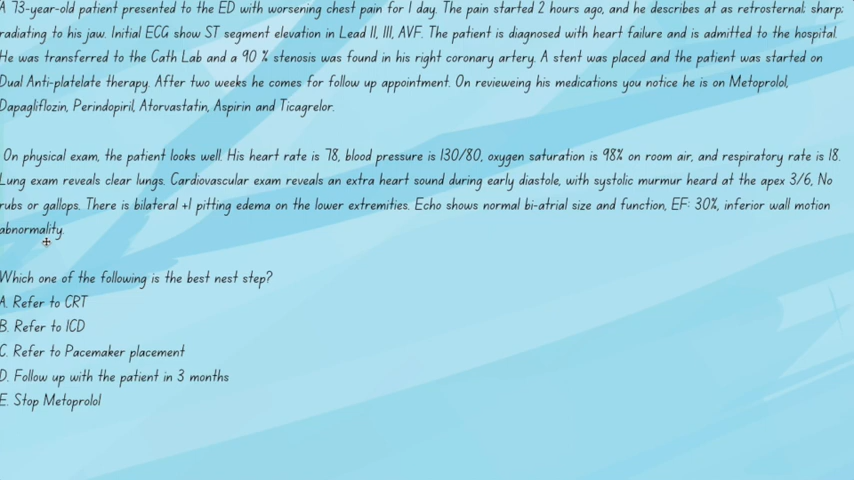 A 73-year-old patient presented to the ED with worsening chest pain for 1 day. The pain started 2 hours ago, and he describes at as retrosternal; sharp;
radiating to his jaw. Initial ECG show ST segment elevation in Lead II, III, AVF. The patient is diagnosed with heart failure and is admitted to the hospital.
He was transferred to the Cath Lab and a 90 % stenosis was found in his right coronary artery. A stent was placed and the patient was started on
Dual Anti-platelate therapy. After two weeks he comes for follow up appointment. On revieweing his medications you notice he is on Metoprolol,
Dapagliflozin, Perindopiril, Atorvastatin, Aspirin and Ticagrelor.
On physical exam, the patient looks well. His heart rate is 78, blood pressure is 130/80, oxygen saturation is 98% on room air, and respiratory rate is 18.
Lung exam reveals clear lungs. Cardiovascular exam reveals an extra heart sound during early diastole, with systolic murmur heard at the apex 3/6, No
rubs or gallops. There is bilateral +1 pitting edema on the lower extremities. Echo shows normal bi-atrial size and function, EF: 30%, inferior wall motion
abnormality.
Which one of the following is the best nest step?
A. Refer to CRT
B. Refer to ICD
C. Refer to Pacemaker placement
D. Follow up with the patient in 3 months
E. Stop Metoprolol